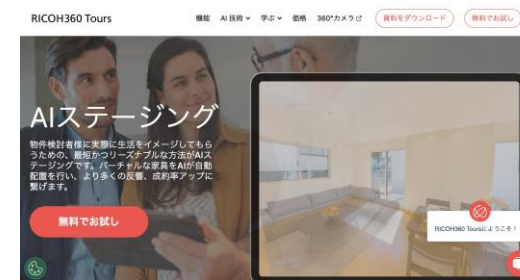 RICOH360 Tours
機能 AI 技術 学ぶ 価格 360°カメラ 資料をダウンロード 無料でお試し
AIステージング
物件検討者様に実際に生活をイメージしてもら
うための、最短かつリーズナブルな方法がAIス
テージングです。バーチャルな家具をAIが自動
配置を行い、より多くの反響、成約率アップに
繋げます。
無料でお試し
RICOH360 Toursにようこそ！